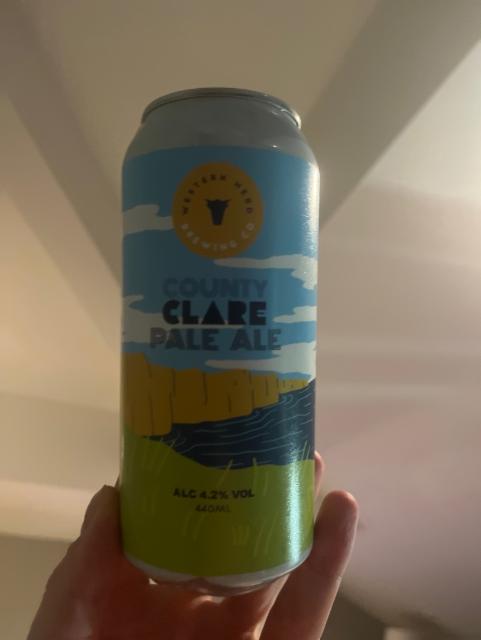 WESTERN HERD
BREWING CO
COUNTY
CLARE
PALE ALE
ALC 4.2% VOL
440ML